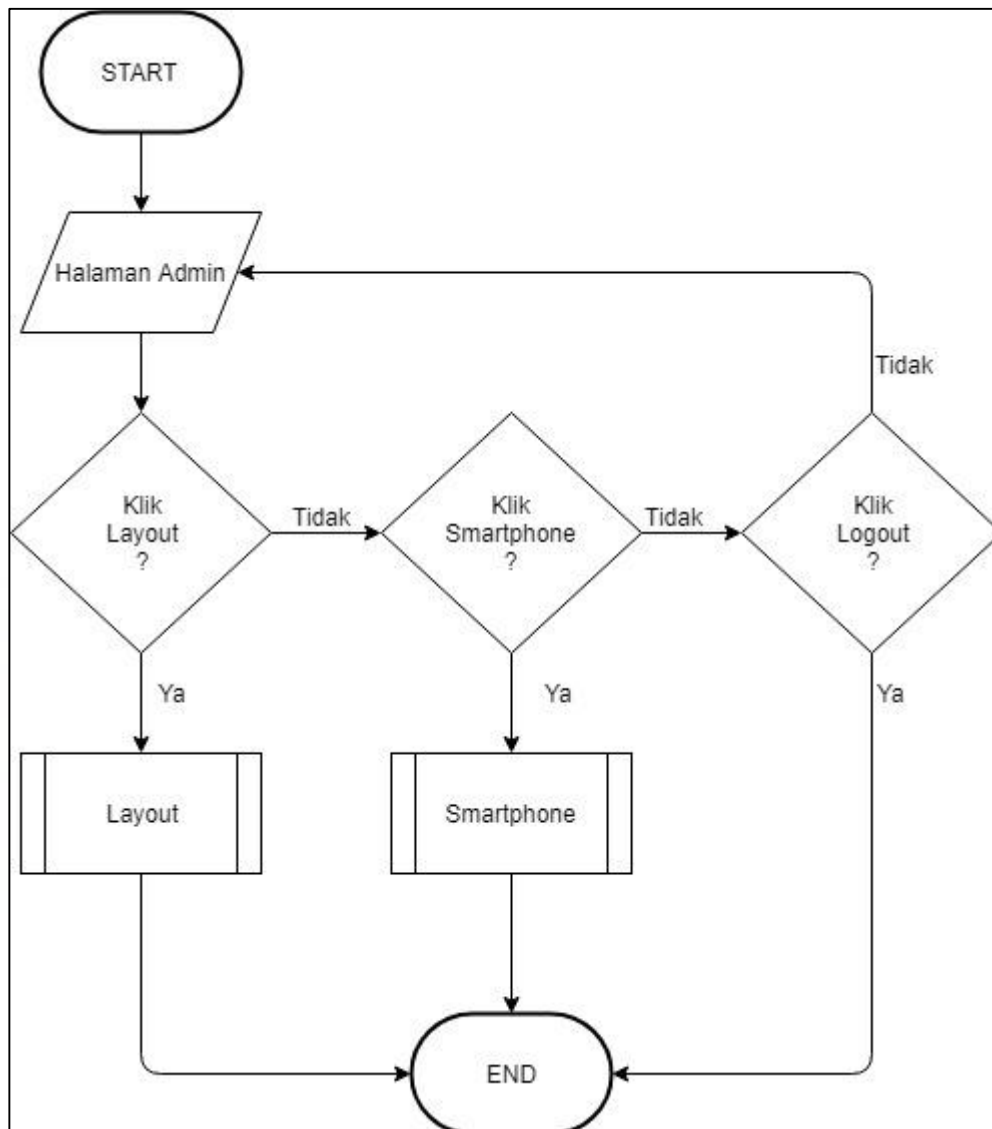 START
Halaman Admin
Tidak
Klik
Layout
?
Tidak
Klik
Smartphone
?
Tidak
Klik
Logout
?
Ya
Ya
Ya
Layout
Smartphone
END